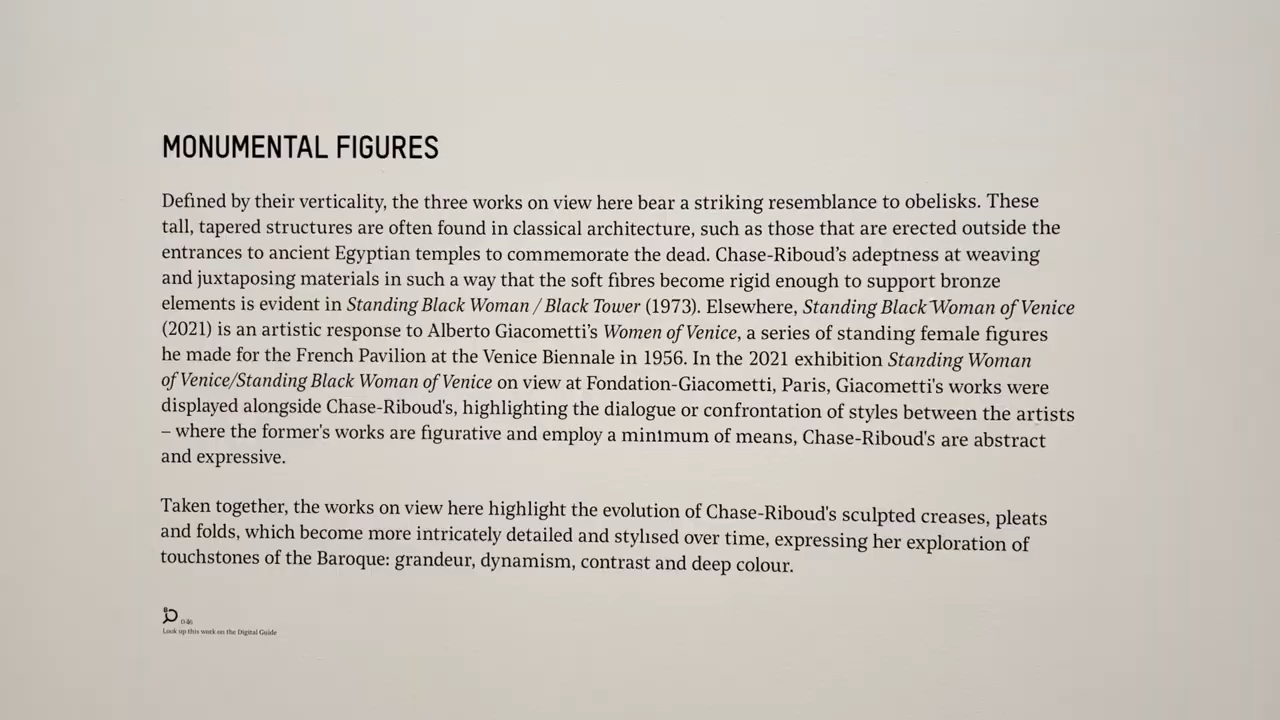 MONUMENTAL FIGURES
Defined by their verticality, the three works on view here bear a striking resemblance to obelisks. These
tall, tapered structures are often found in classical architecture, such as those that are erected outside the
entrances to ancient Egyptian temples to commemorate the dead. Chase-Riboud’s adeptness at weaving
and juxtaposing materials in such a way that the soft fibres become rigid enough to support bronze
elements is evident in Standing Black Woman / Black Tower (1973). Elsewhere, Standing Black Woman of Venice
(2021) is an artistic response to Alberto Giacometti’s Women of Venice, a series of standing female figures
he made for the French Pavilion at the Venice Biennale in 1956. In the 2021 exhibition Standing Woman
of Venice/Standing Black Woman of Venice on view at Fondation-Giacometti, Paris, Giacometti's works were
displayed alongside Chase-Riboud's, highlighting the dialogue or confrontation of styles between the artists
– where the former's works are figurative and employ a minimum of means, Chase-Riboud's are abstract
and expressive.
Taken together, the works on view here highlight the evolution of Chase-Riboud's sculpted creases, pleats
and folds, which become more intricately detailed and stylised over time, expressing her exploration of
touchstones of the Baroque: grandeur, dynamism, contrast and deep colour.
046
Look up this work on the Digital Guide